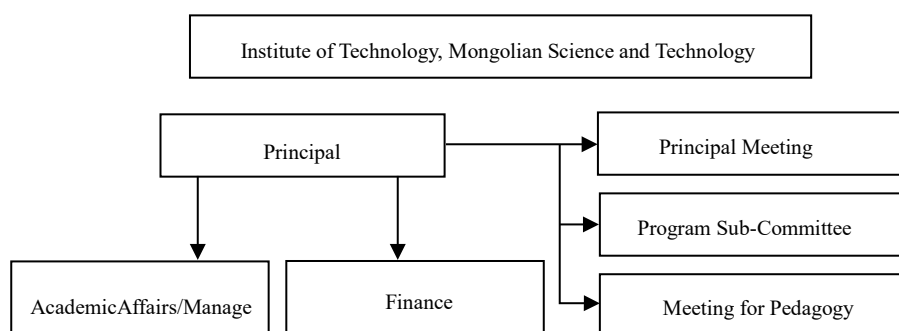 Institute of Technology, Mongolian Science and Technology
Principal
Principal Meeting
Program Sub-Committee
AcademicAffairs/Manage
Finance
Meeting for Pedagogy